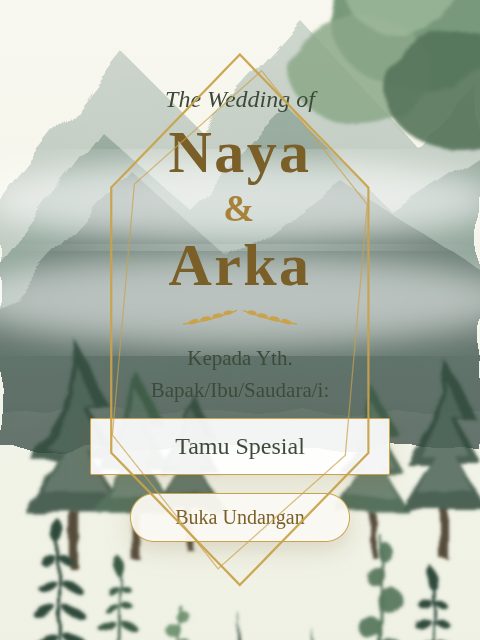 The Wedding of
Naya
&
Arka
Kepada Yth.
Bapak/Ibu/Saudara/i:
Tamu Spesial
Buka Undangan